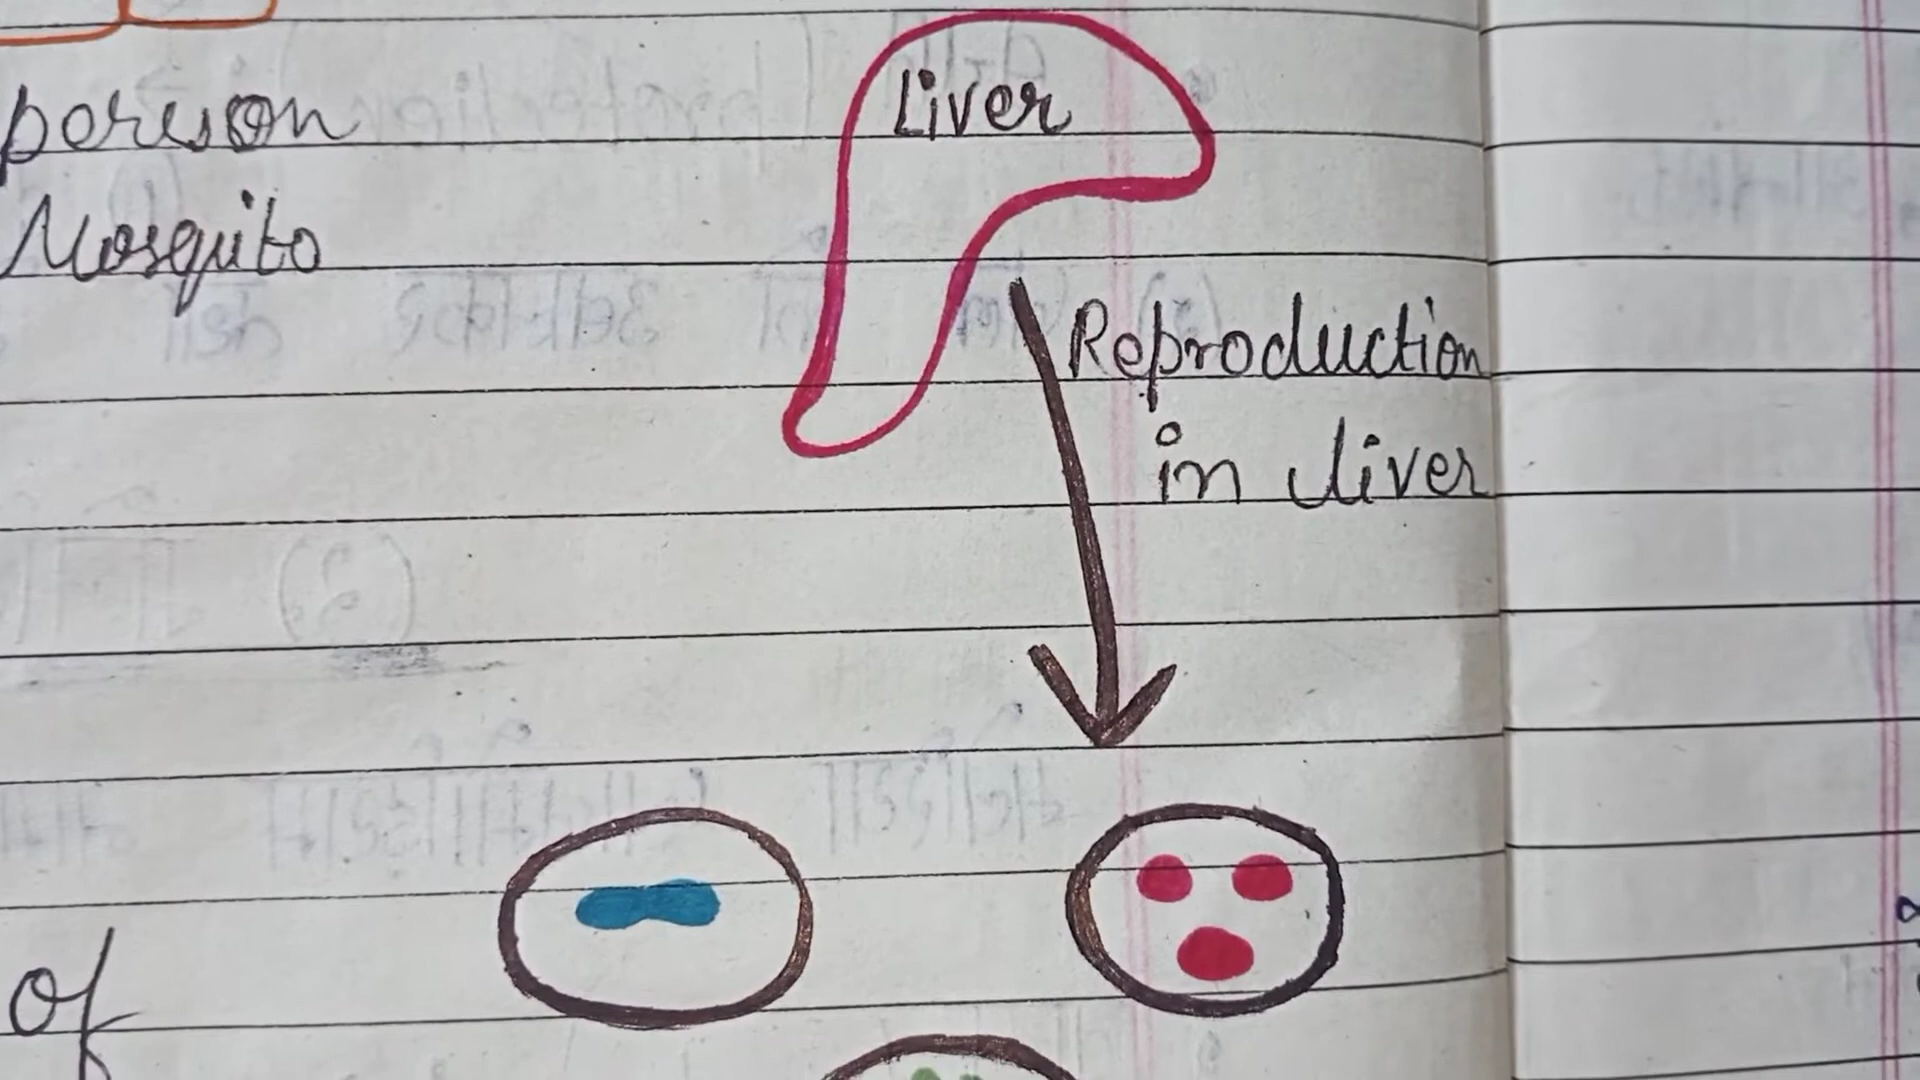 person
Mosquito
Liver
Reproduction
in liver
of